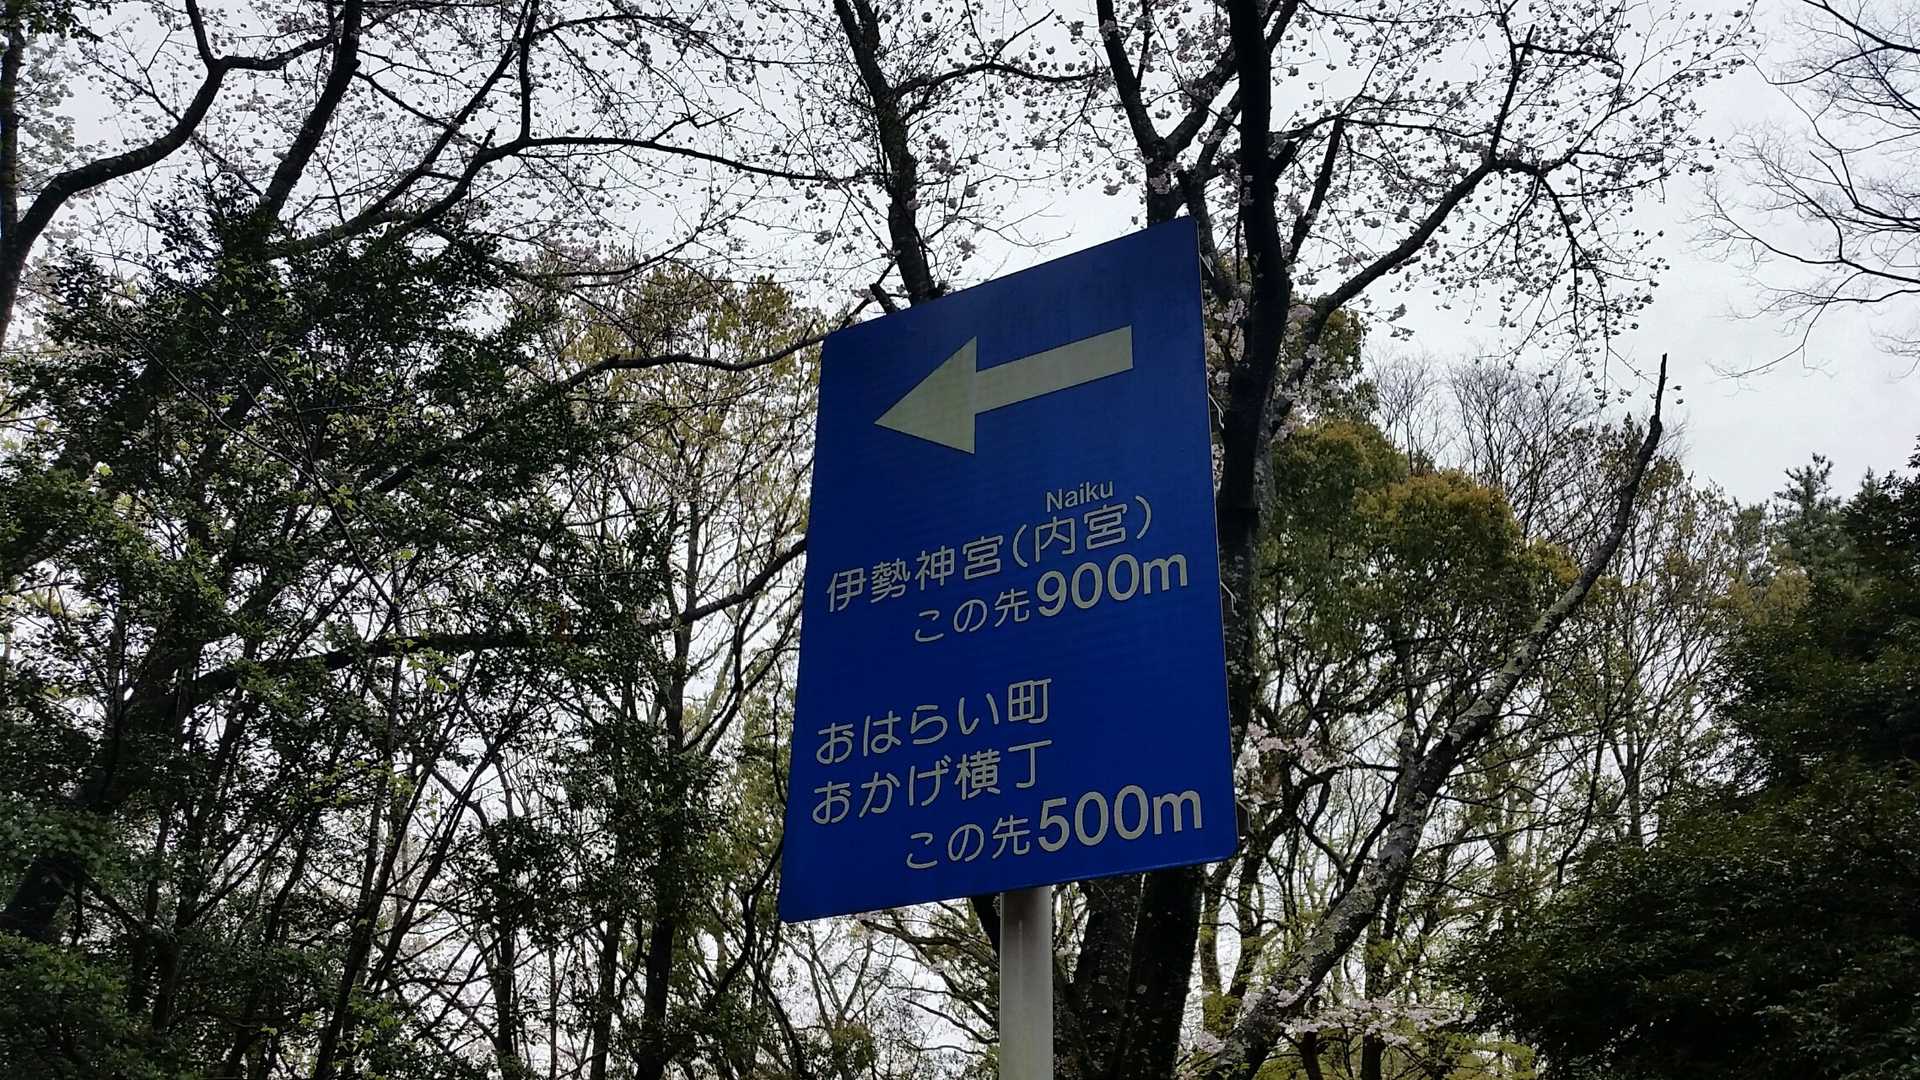 Naiku
伊勢神宮(内宮)
この先900m
おはらい町
おかげ横丁
この先500m